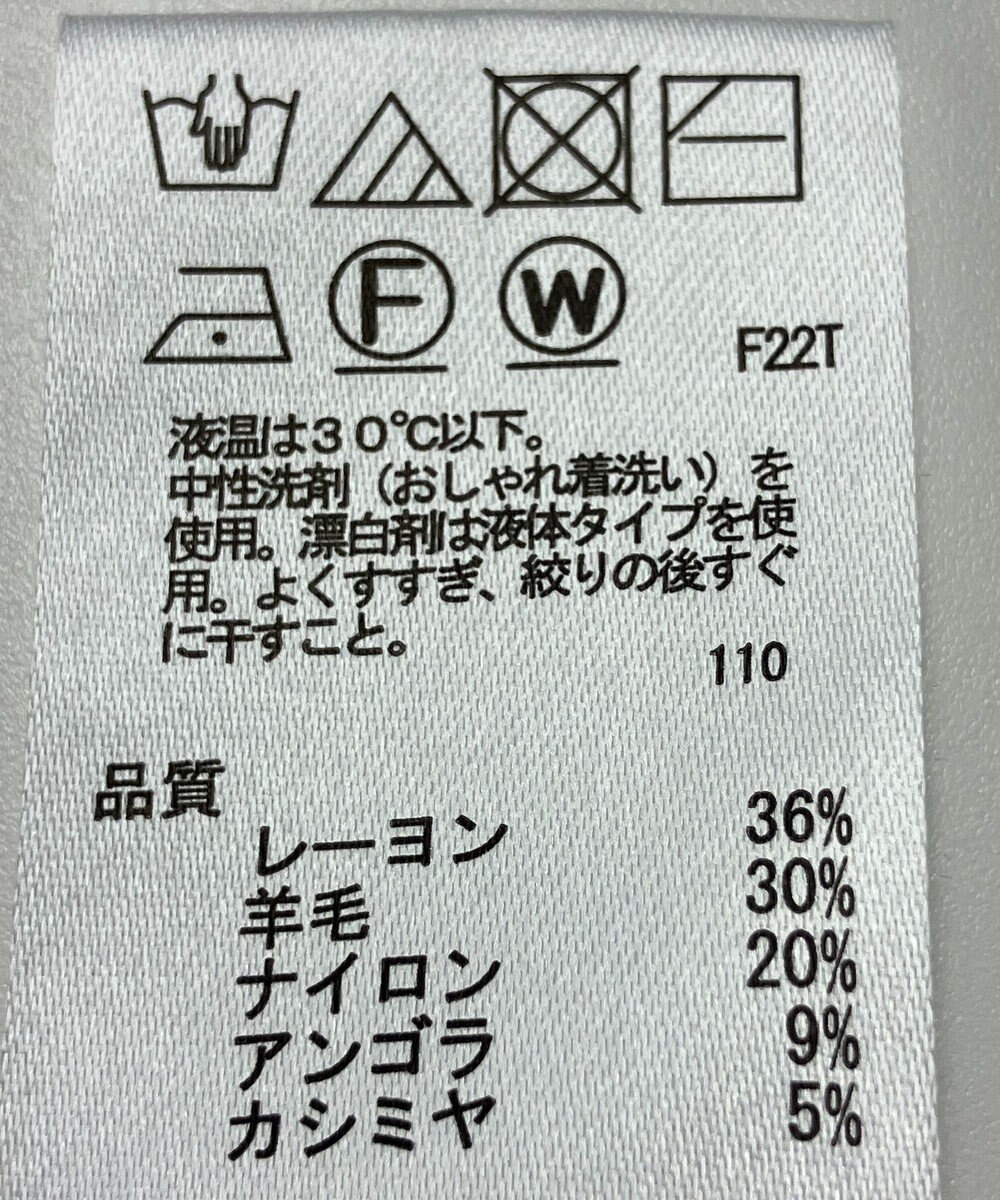 F W F22T
液温は30℃以下。
中性洗剤（おしゃれ着洗い）を
使用。漂白剤は液体タイプを使
用。よくすすぎ、絞りの後すぐ
に干すこと。
110
品質
レーヨン 36%
羊毛 30%
ナイロン 20%
アンゴラ 9%
カシミヤ 5%